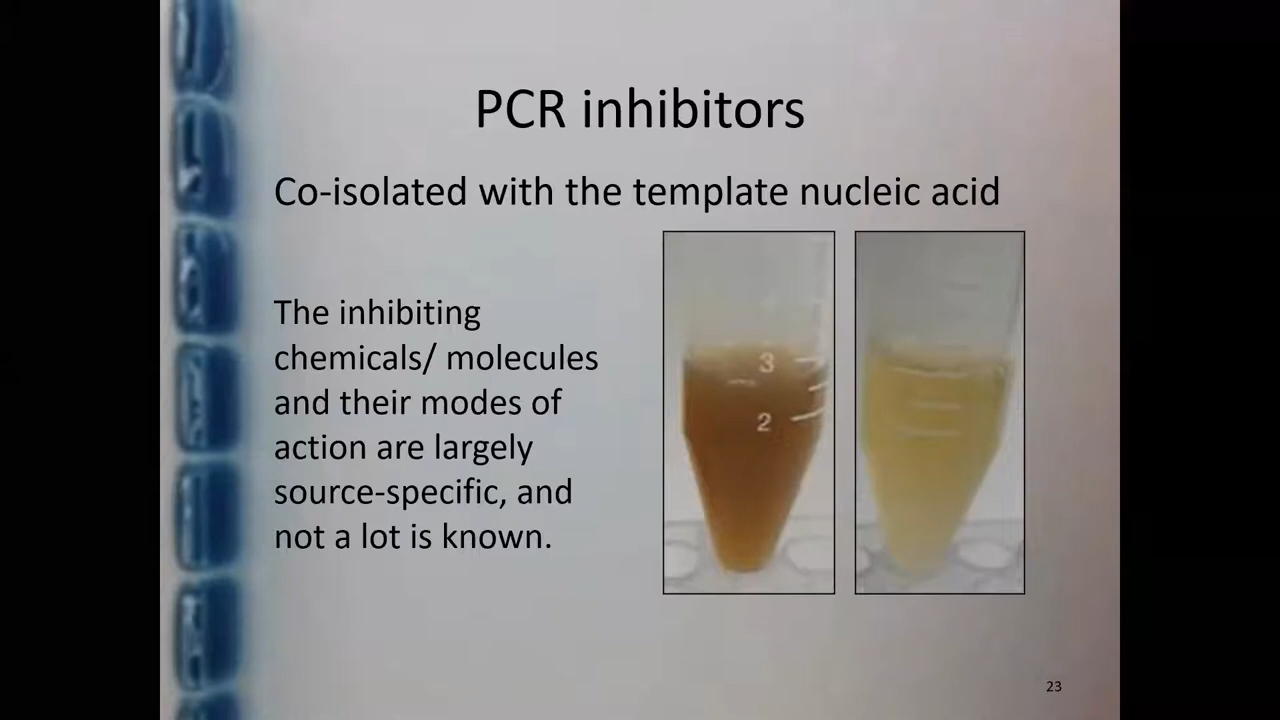 PCR inhibitors
Co-isolated with the template nucleic acid
The inhibiting
chemicals/ molecules
and their modes of
action are largely
source-specific, and
not a lot is known.
3
2
23